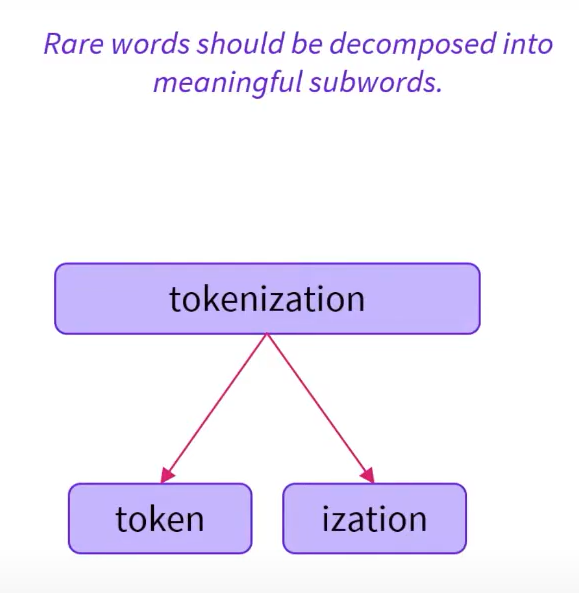 Rare words should be decomposed into
meaningful subwords.
tokenization
token
ization